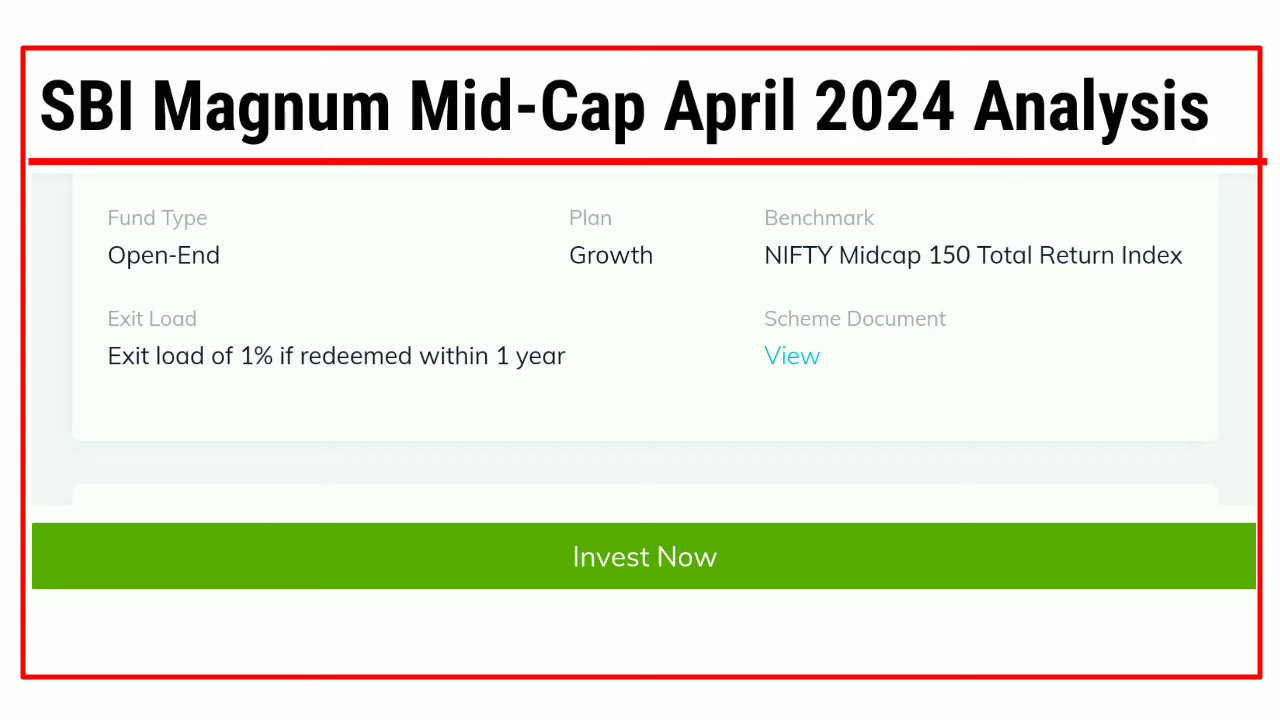 SBI Magnum Mid-Cap April 2024 Analysis
Fund Type
Open-End
Plan
Growth
Benchmark
NIFTY Midcap 150 Total Return Index
Exit Load
Exit load of 1% if redeemed within 1 year
Scheme Document
View
Invest Now